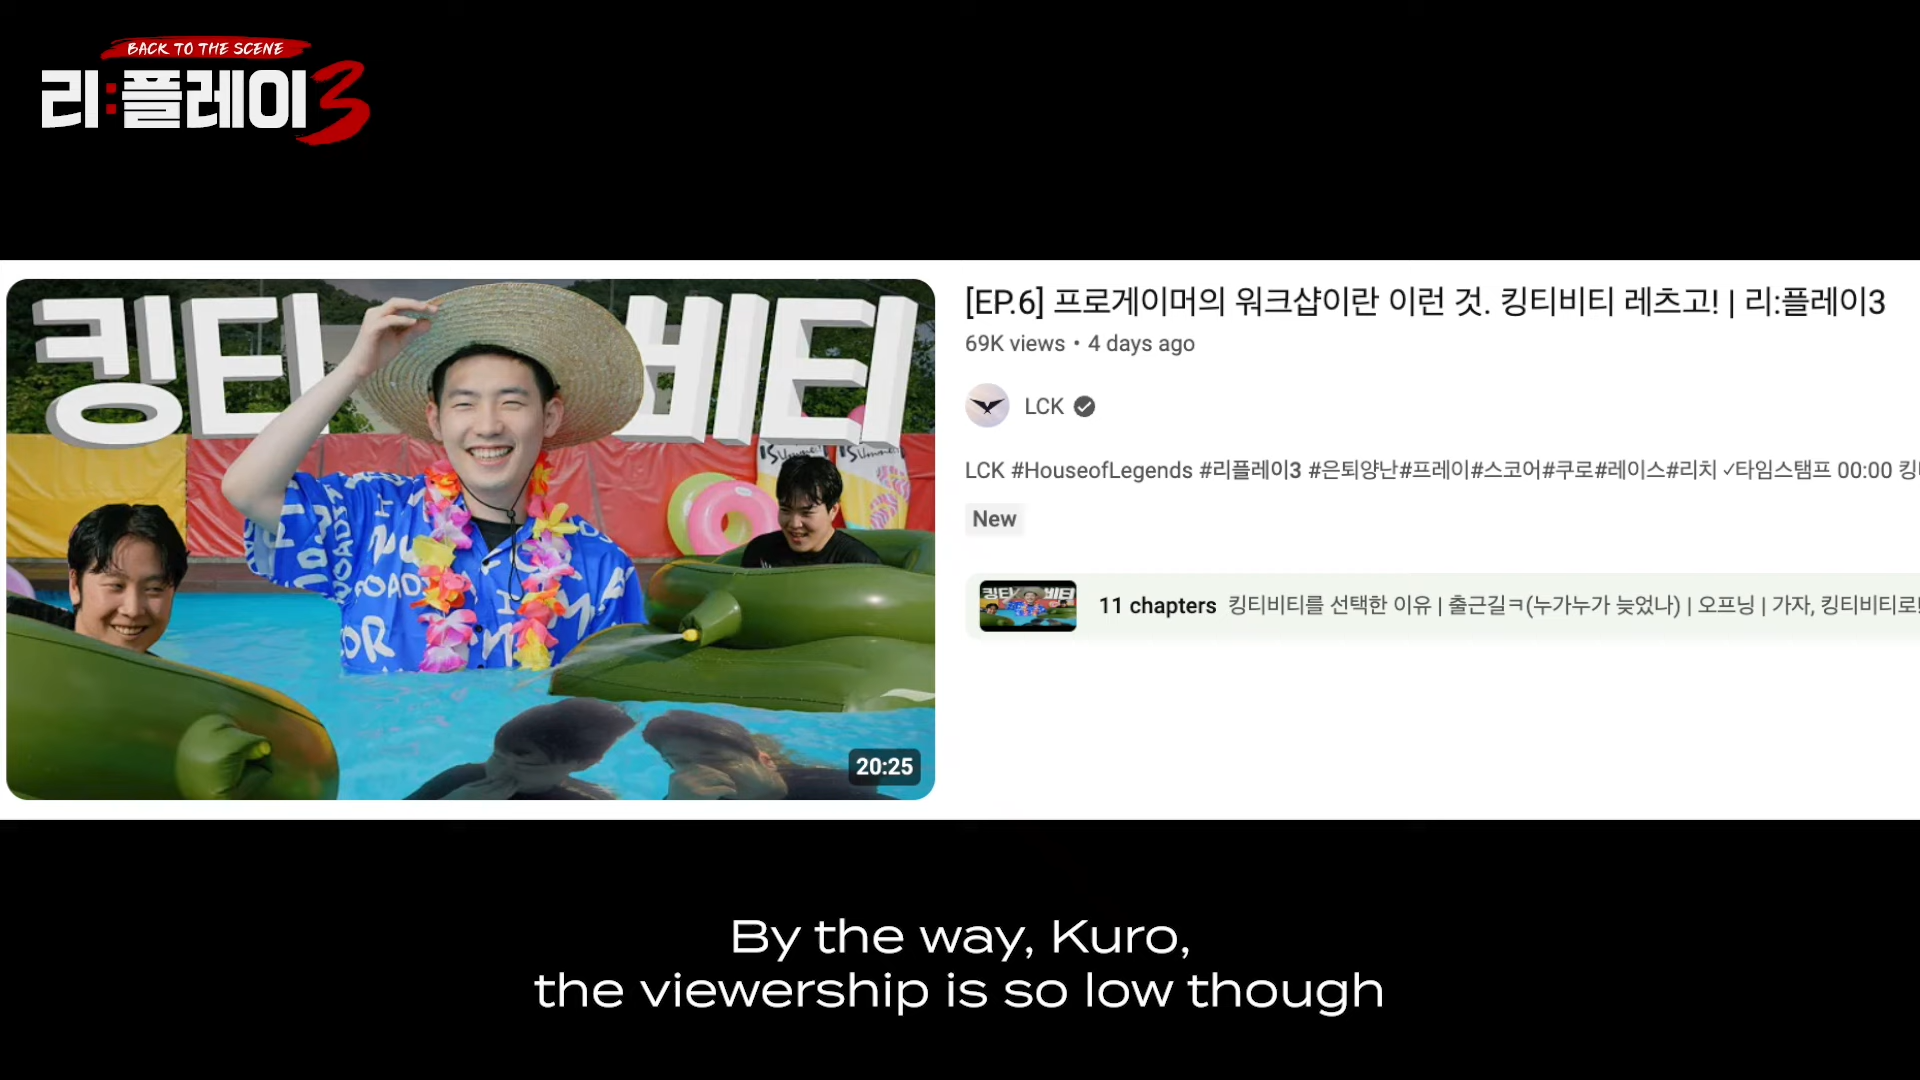 BACK TO THE SCENE
리:플레이3
킹티비티
20:25
[EP.6] 프로게이머의 워크샵이란 이런 것. 킹티비티 레츠고! | 리:플레이3
69K views • 4 days ago
LCK
LCK #HouseofLegends #리플레이3 #은퇴양난#프레이#스코어#쿠로#레이스#리치 ✓타임스탬프 00:00 킹
New
11 chapters 킹티비티를 선택한 이유 | 출근길ㅋ(누가누가 늦었나) | 오프닝 | 가자, 킹티비티로!
By the way, Kuro,
the viewership is so low though